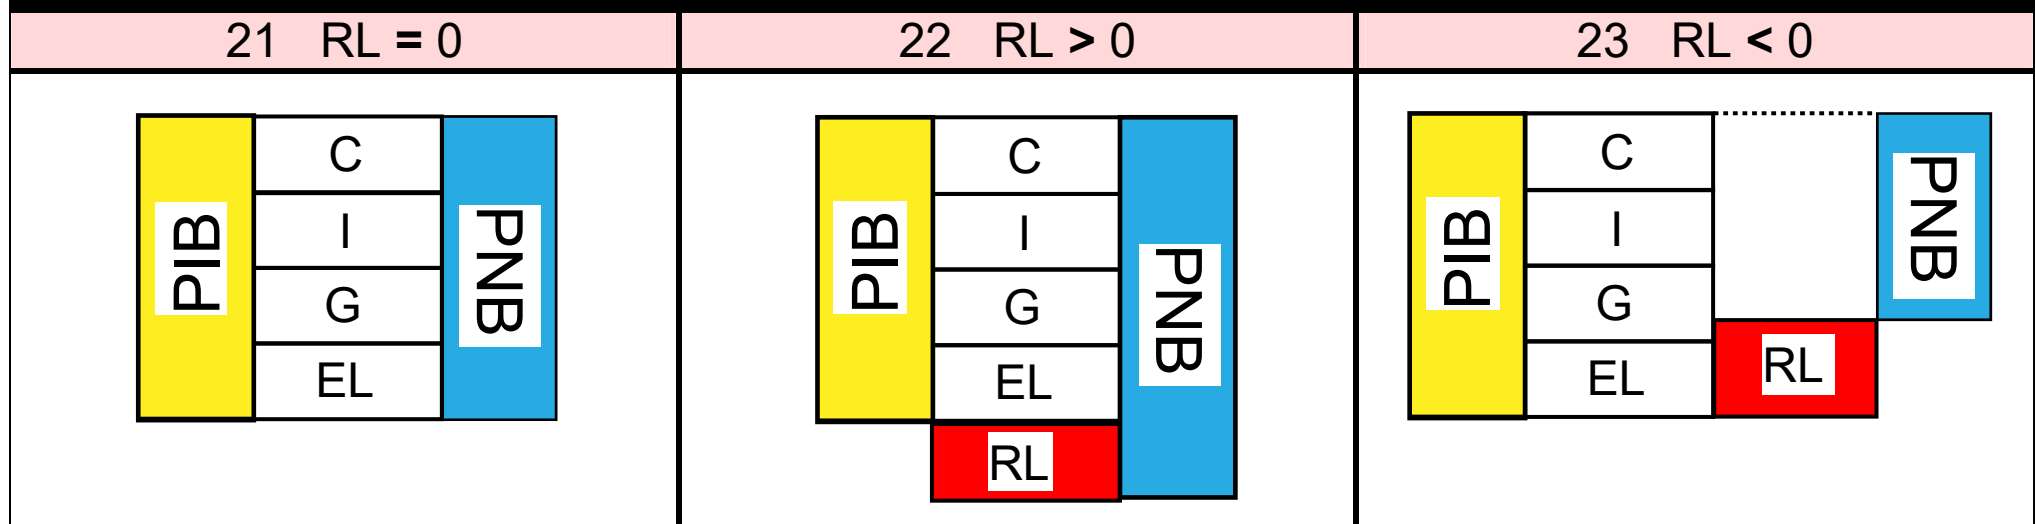 21 RL = 0
22 RL > 0
23 RL < 0
PIB
C
I
G
EL
PNB
PIB
C
I
G
EL
RL
PNB
PIB
C
I
G
EL
RL
PNB